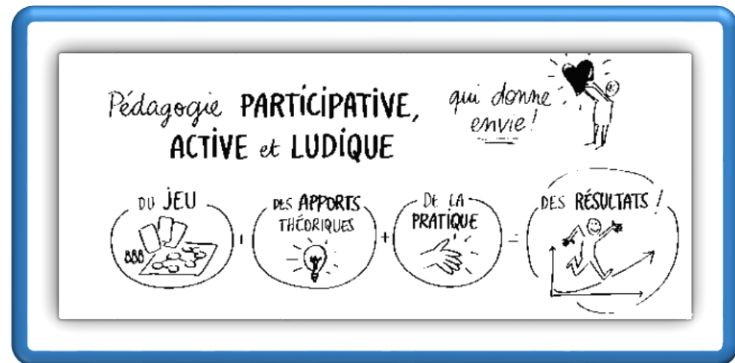 Pédagogie PARTICIPATIVE,
ACTIVE et LUDIQUE
qui donne
envie!
DU JEU
DES APPORTS
THÉORIQUES
DE LA
PRATIQUE
DES RÉSULTATS !
+
+
=